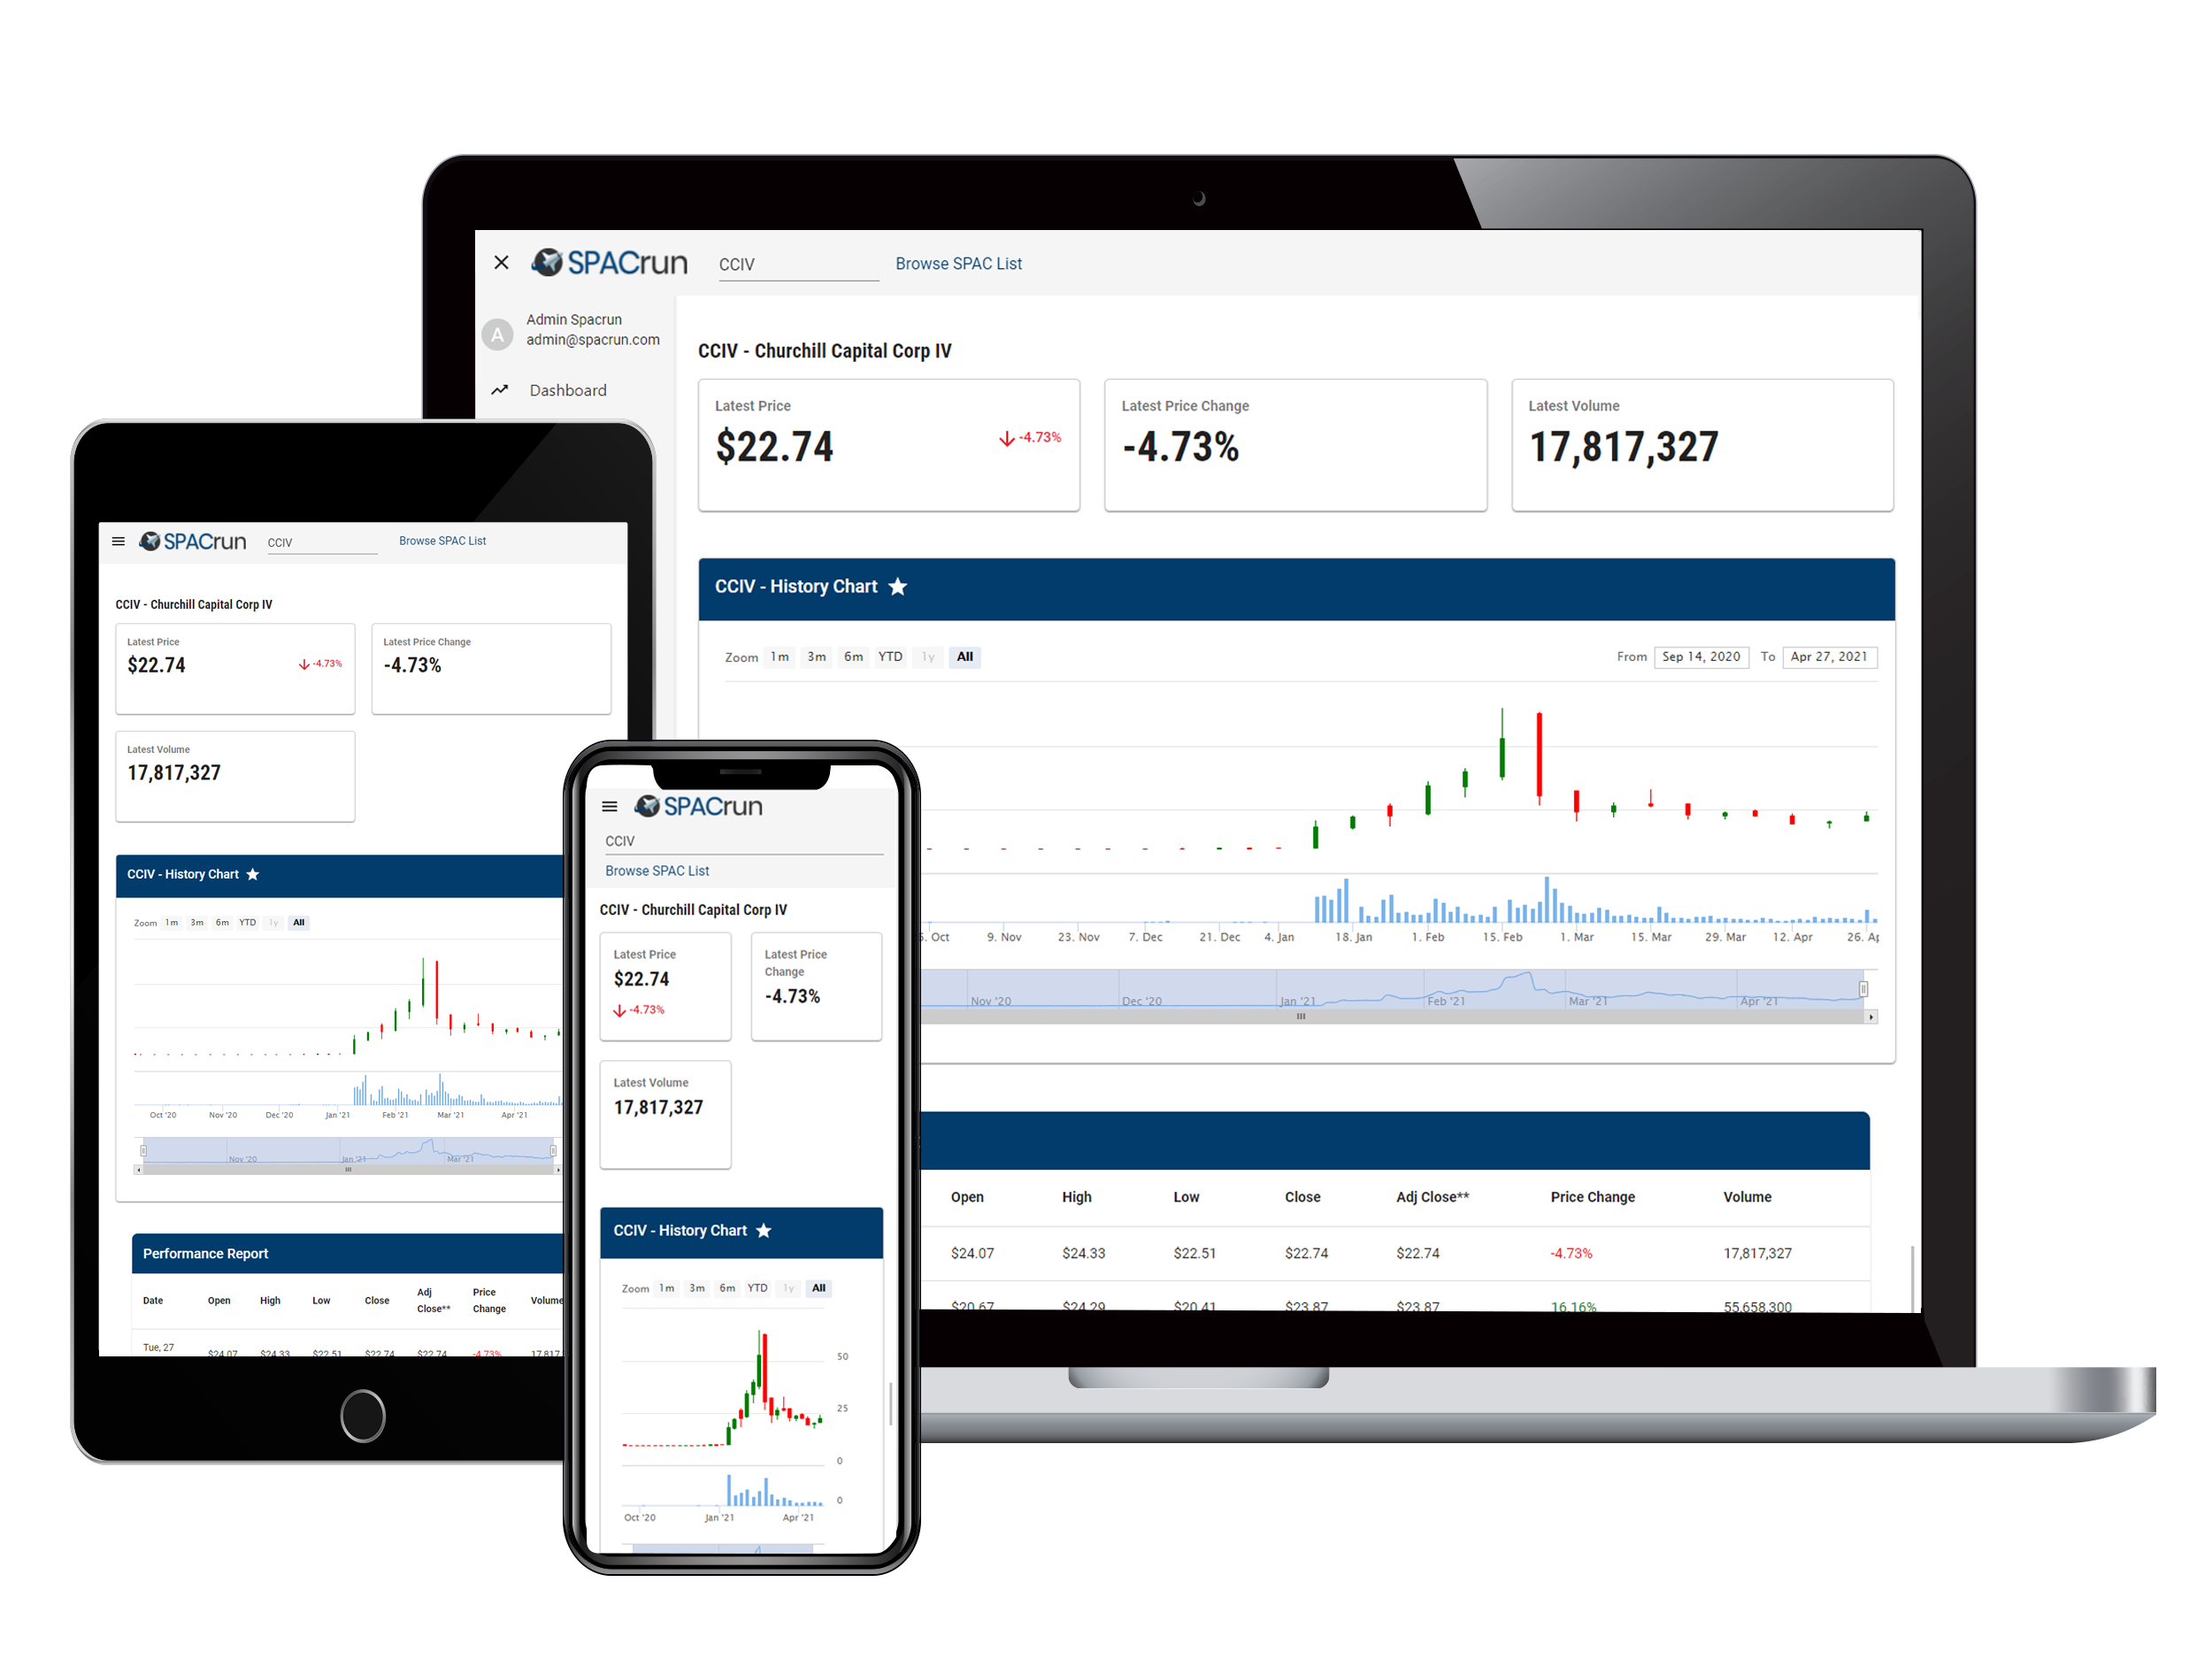 SPACrun CCIV Browse SPAC List
A
Admin Spacrun
admin@spacrun.com
Dashboard
CCIV - Churchill Capital Corp IV
Latest Price
$22.74
-4.73%
Latest Price Change
-4.73%
Latest Volume
17,817,327
CCIV - History Chart
Zoom 1m 3m 6m YTD 1y All
From Sep 14, 2020 To Apr 27, 2021
Oct 9. Nov 23. Nov 7. Dec 21. Dec 4. Jan 18. Jan 1. Feb 15. Feb 1. Mar 15. Mar 29. Mar 12. Apr 26.
Nov '20 Dec '20 Jan '21 Feb '21 Mar '21 Apr '21
Open High Low Close Adj Close** Price Change Volume
$24.07 $24.33 $22.51 $22.74 $22.74 -4.73% 17,817,327
$20.67 $24.29 $20.41 $23.87 $23.87 16.16% 55,658,300
SPACrun CCIV Browse SPAC List
CCIV - Churchill Capital Corp IV
Latest Price
$22.74
-4.73%
Latest Price Change
-4.73%
Latest Volume
17,817,327
CCIV - History Chart
Zoom 1m 3m 6m YTD 1y All
Oct '20 Nov '20 Dec '20 Jan '21 Feb '21 Mar '21 Apr '21
Nov '20 Jan '21 Mar '21
Performance Report
Date Open High Low Close Adj Close** Price Change Volume
Tue, 27
$24.07 $24.33 $22.51 $22.74 $22.74 -4.73% 17,817
SPACrun
CCIV
Browse SPAC List
CCIV - Churchill Capital Corp IV
Latest Price
$22.74
-4.73%
Latest Price
Change
-4.73%
Latest Volume
17,817,327
CCIV - History Chart
Zoom 1m 3m 6m YTD 1y All
50
25
0
0
Oct '20 Jan '21 Apr '21